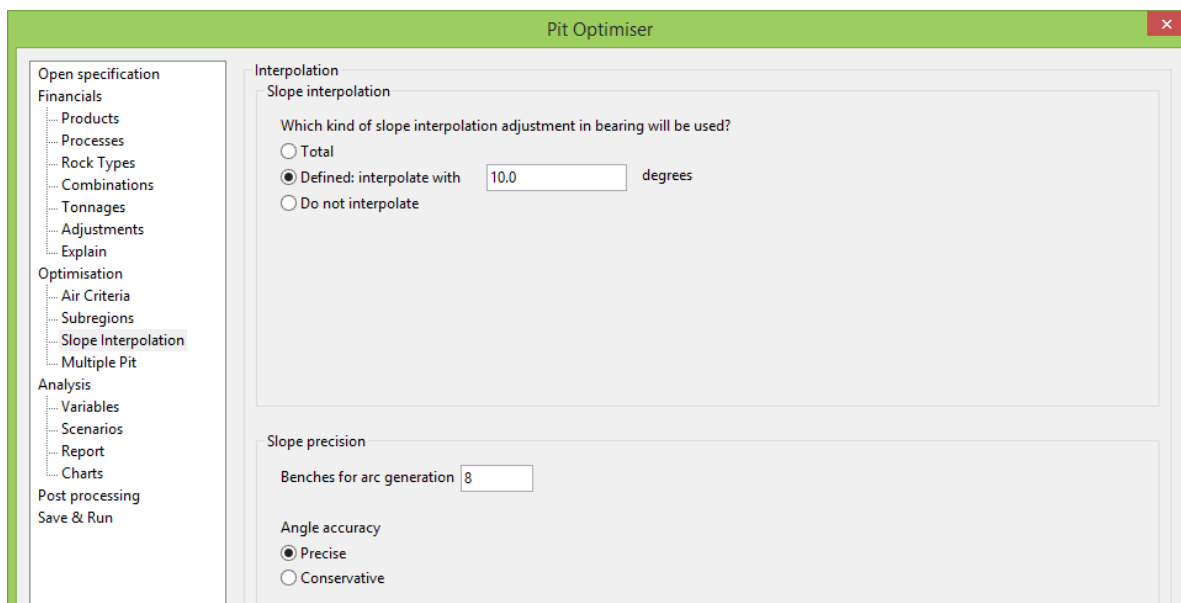 Pit Optimiser
Open specification
Financials
Products
Processes
Rock Types
Combinations
Tonnages
Adjustments
Explain
Optimisation
Air Criteria
Subregions
Slope Interpolation
Multiple Pit
Analysis
Variables
Scenarios
Report
Charts
Post processing
Save & Run
Interpolation
Slope interpolation
Which kind of slope interpolation adjustment in bearing will be used?
Total
Defined: interpolate with 10.0 degrees
Do not interpolate
Slope precision
Benches for arc generation 8
Angle accuracy
Precise
Conservative